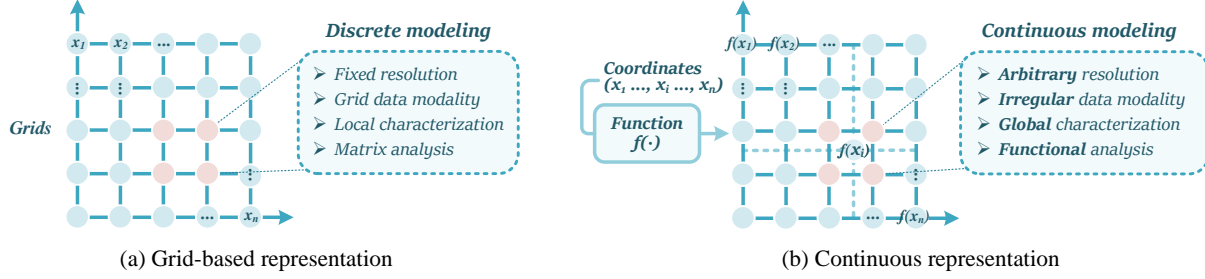 x₁ x₂ ...
⋮ ⋮
Grids
⋮
... xₙ
Discrete modeling
➢ Fixed resolution
➢ Grid data modality
➢ Local characterization
➢ Matrix analysis
(a) Grid-based representation
Coordinates
(x₁ ..., xᵢ ..., xₙ)
Function
f(·)
f(x₁) f(x₂) ...
⋮ ⋮
f(xᵢ)
⋮
... f(xₙ)
Continuous modeling
➢ Arbitrary resolution
➢ Irregular data modality
➢ Global characterization
➢ Functional analysis
(b) Continuous representation